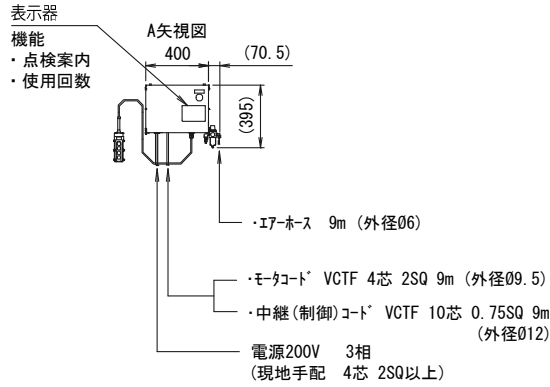 表示器
機能
・点検案内
・使用回数
A矢視図
400
(70.5)
(395)
・ｴｱｰﾎｰｽ 9m (外径Ø6)
・ﾓｰﾀｺｰﾄﾞ VCTF 4芯 2SQ 9m (外径Ø9.5)
・中継(制御)ｺｰﾄﾞ VCTF 10芯 0.75SQ 9m
(外径Ø12)
電源200V 3相
(現地手配 4芯 2SQ以上)